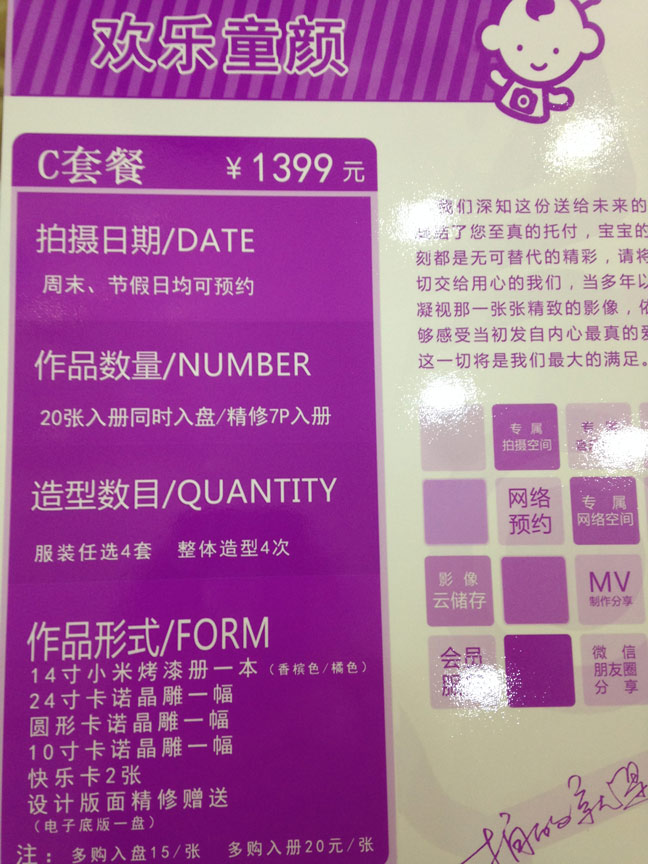 欢乐童颜
C套餐 ￥1399元
拍摄日期/DATE
周末、节假日均可预约
作品数量/NUMBER
20张入册同时入盘/精修7P入册
造型数目/QUANTITY
服装任选4套 整体造型4次
作品形式/FORM
14寸小米烤漆册一本（香槟色/橘色）
24寸卡诺晶雕一幅
圆形卡诺晶雕一幅
10寸卡诺晶雕一幅
快乐卡2张
设计版面精修赠送
（电子底版一盘）
注：多购入盘15/张 多购入册20元/张
我们深知这份送给未来的
结了您至真的托付，宝宝的
刻都是无可替代的精彩，请将
切交给用心的我们，当多年以
凝视那一张张精致的影像，依
够感受当初发自内心最真的爱
这一切将是我们最大的满足。
专属
拍摄空间
网络
预约
专属
网络空间
影像
云储存
MV
制作分享
会员
微信
朋友圈
分享